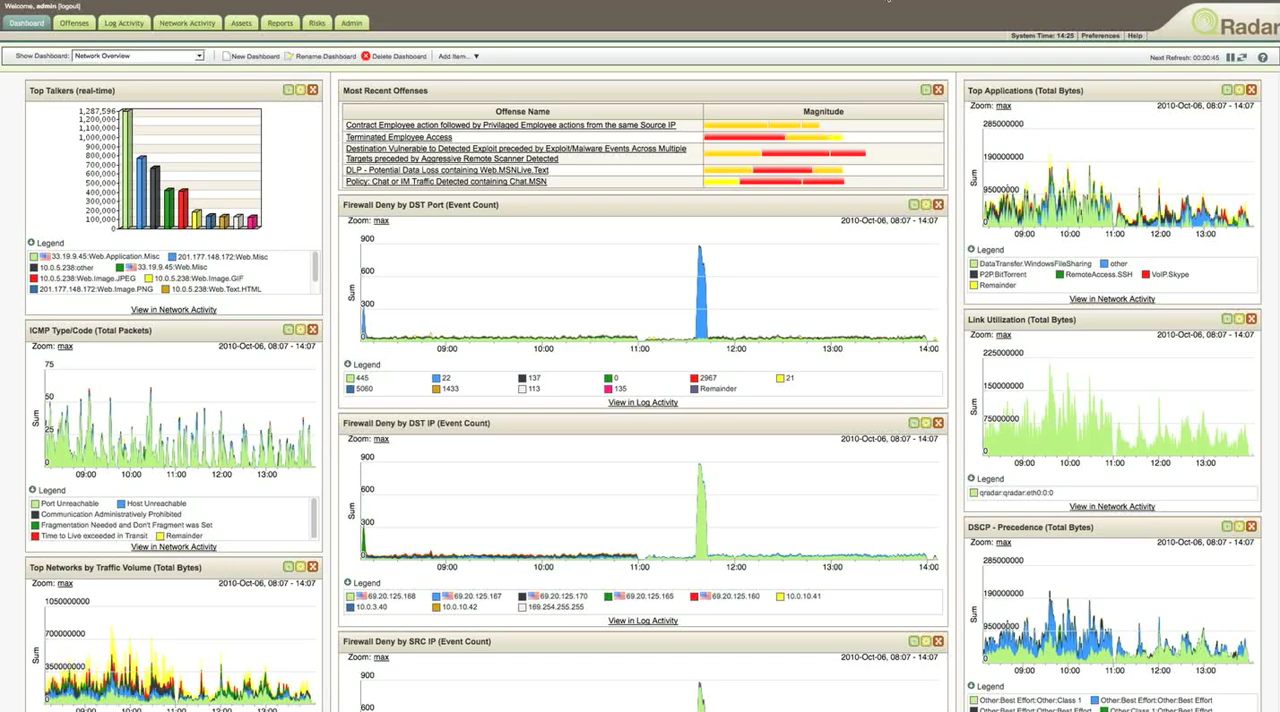 Welcome, admin [logout]
Dashboard Offenses Log Activity Network Activity Assets Reports Risks Admin
QRadar
System Time: 14:25 Preferences Help
Show Dashboard: Network Overview New Dashboard Rename Dashboard Delete Dashboard Add Item... Next Refresh: 00:00:45
Top Talkers (real-time)
1,287,596
1,200,000
1,100,000
1,000,000
900,000
800,000
700,000
600,000
500,000
400,000
300,000
200,000
100,000
0
Legend
33.19.9.45:Web.Application.Misc 201.177.148.172:Web.Misc
10.0.5.238:other 33.19.9.45:Web.Misc
10.0.5.238:Web.Image.JPEG 10.0.5.238:Web.Image.GIF
201.177.148.172:Web.Image.PNG 10.0.5.238:Web.Text.HTML
View in Network Activity
ICMP Type/Code (Total Packets)
Zoom: max 2010-Oct-06, 08:07 - 14:07
75
50
25
0
Sum
09:00 10:00 11:00 12:00 13:00
Legend
Port Unreachable Host Unreachable
Communication Administratively Prohibited
Fragmentation Needed and Don't Fragment was Set
Time to Live exceeded in Transit Remainder
View in Network Activity
Top Networks by Traffic Volume (Total Bytes)
Zoom: max 2010-Oct-06, 08:07 - 14:07
1050000000
700000000
350000000
0
Sum
09:00 10:00 11:00 12:00 13:00
Most Recent Offenses
Offense Name Magnitude
Contract Employee action followed by Privilaged Employee actions from the same Source IP
Terminated Employee Access
Destination Vulnerable to Detected Exploit preceded by Exploit/Malware Events Across Multiple
Targets preceded by Aggressive Remote Scanner Detected
DLP - Potential Data Loss containing Web.MSNLive.Text
Policy: Chat or IM Traffic Detected containing Chat.MSN
Firewall Deny by DST Port (Event Count)
Zoom: max 2010-Oct-06, 08:07 - 14:07
900
600
300
0
Sum
09:00 10:00 11:00 12:00 13:00 14:00
Legend
445 22 137 0 2967 21
5060 1433 113 135 Remainder
View in Log Activity
Firewall Deny by DST IP (Event Count)
Zoom: max 2010-Oct-06, 08:07 - 14:07
900
600
300
0
Sum
09:00 10:00 11:00 12:00 13:00 14:00
Legend
69.20.125.168 69.20.125.167 69.20.125.170 69.20.125.165 69.20.125.160 10.0.10.41
10.0.3.40 10.0.10.42 169.254.255.255
View in Log Activity
Firewall Deny by SRC IP (Event Count)
Zoom: max 2010-Oct-06, 08:07 - 14:07
900
600
Top Applications (Total Bytes)
Zoom: max 2010-Oct-06, 08:07 - 14:07
285000000
190000000
95000000
0
Sum
09:00 10:00 11:00 12:00 13:00
Legend
DataTransfer.WindowsFileSharing other
P2P.BitTorrent RemoteAccess.SSH VoIP.Skype
Remainder
View in Network Activity
Link Utilization (Total Bytes)
Zoom: max 2010-Oct-06, 08:07 - 14:07
225000000
150000000
75000000
0
Sum
09:00 10:00 11:00 12:00 13:00
Legend
qradar:qradar:eth0:0:0
View in Network Activity
DSCP - Precedence (Total Bytes)
Zoom: max 2010-Oct-06, 08:07 - 14:07
285000000
190000000
95000000
0
Sum
09:00 10:00 11:00 12:00 13:00
Legend
Other:Best Effort:Other:Class 1 Other:Best Effort:Other:Best Effort
Other:Best Effort:Best Effort Other:Class 1:Other:Best Effort